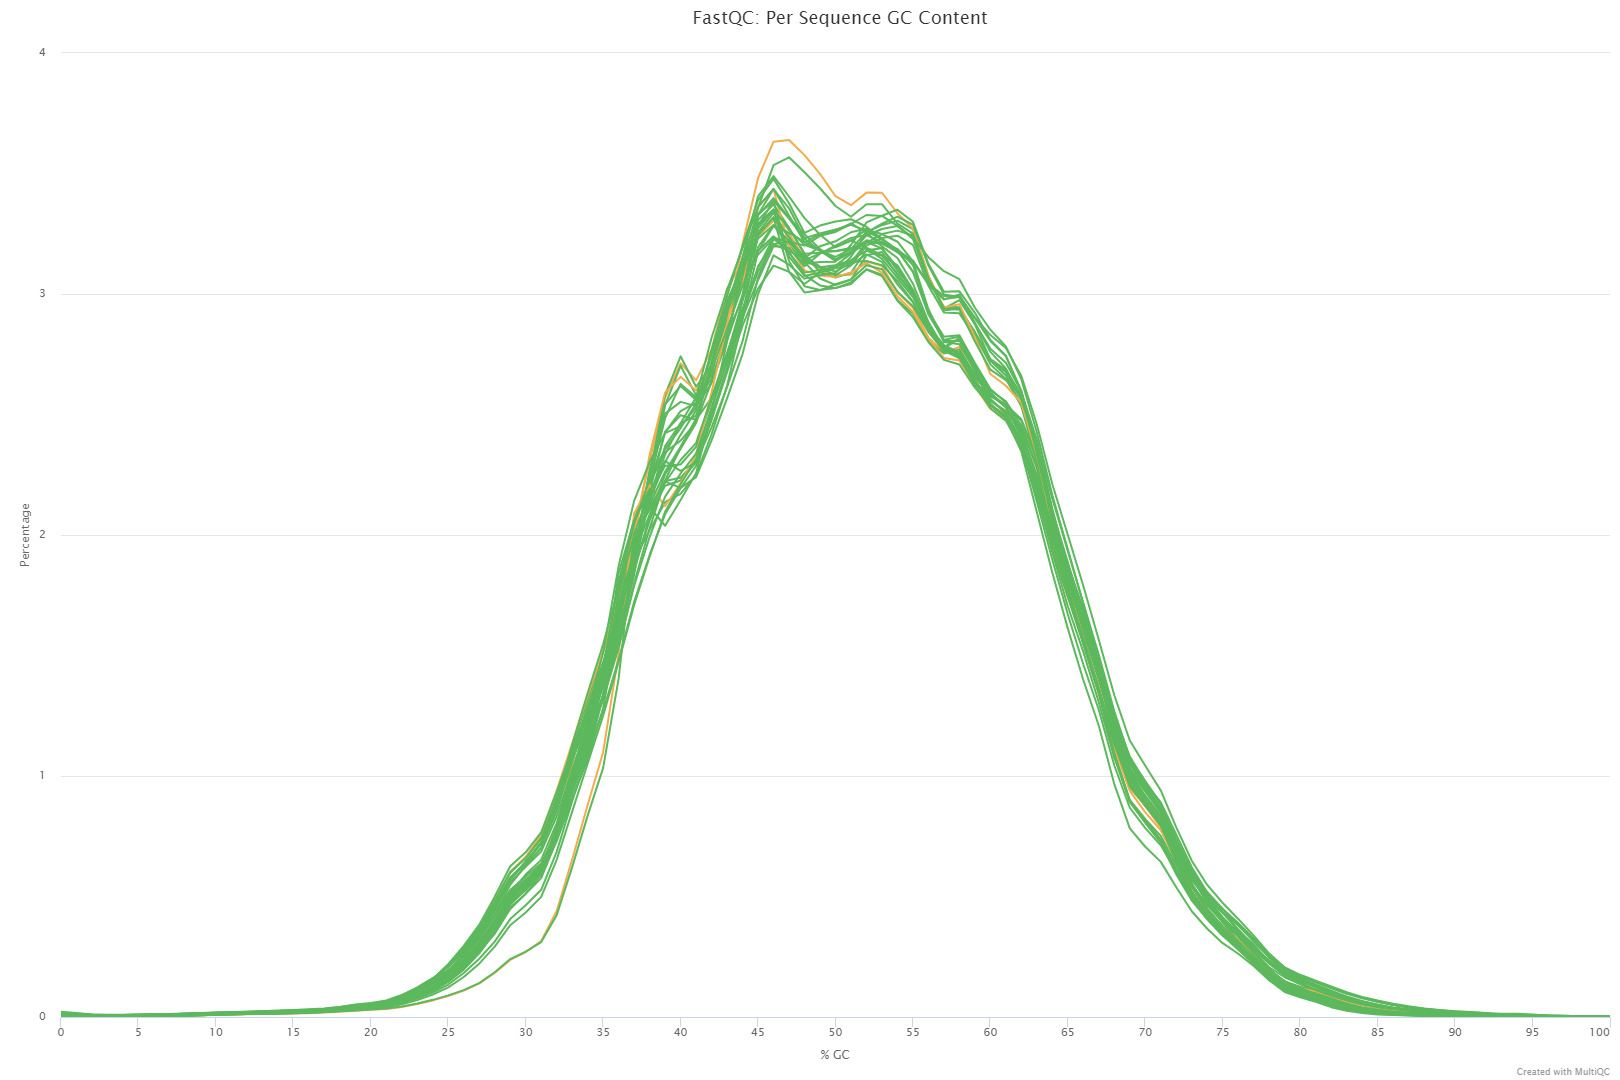 FastQC: Per Sequence GC Content
4
3
2
1
0
Percentage
0 5 10 15 20 25 30 35 40 45 50 55 60 65 70 75 80 85 90 95 100
% GC
Created with MultiQC